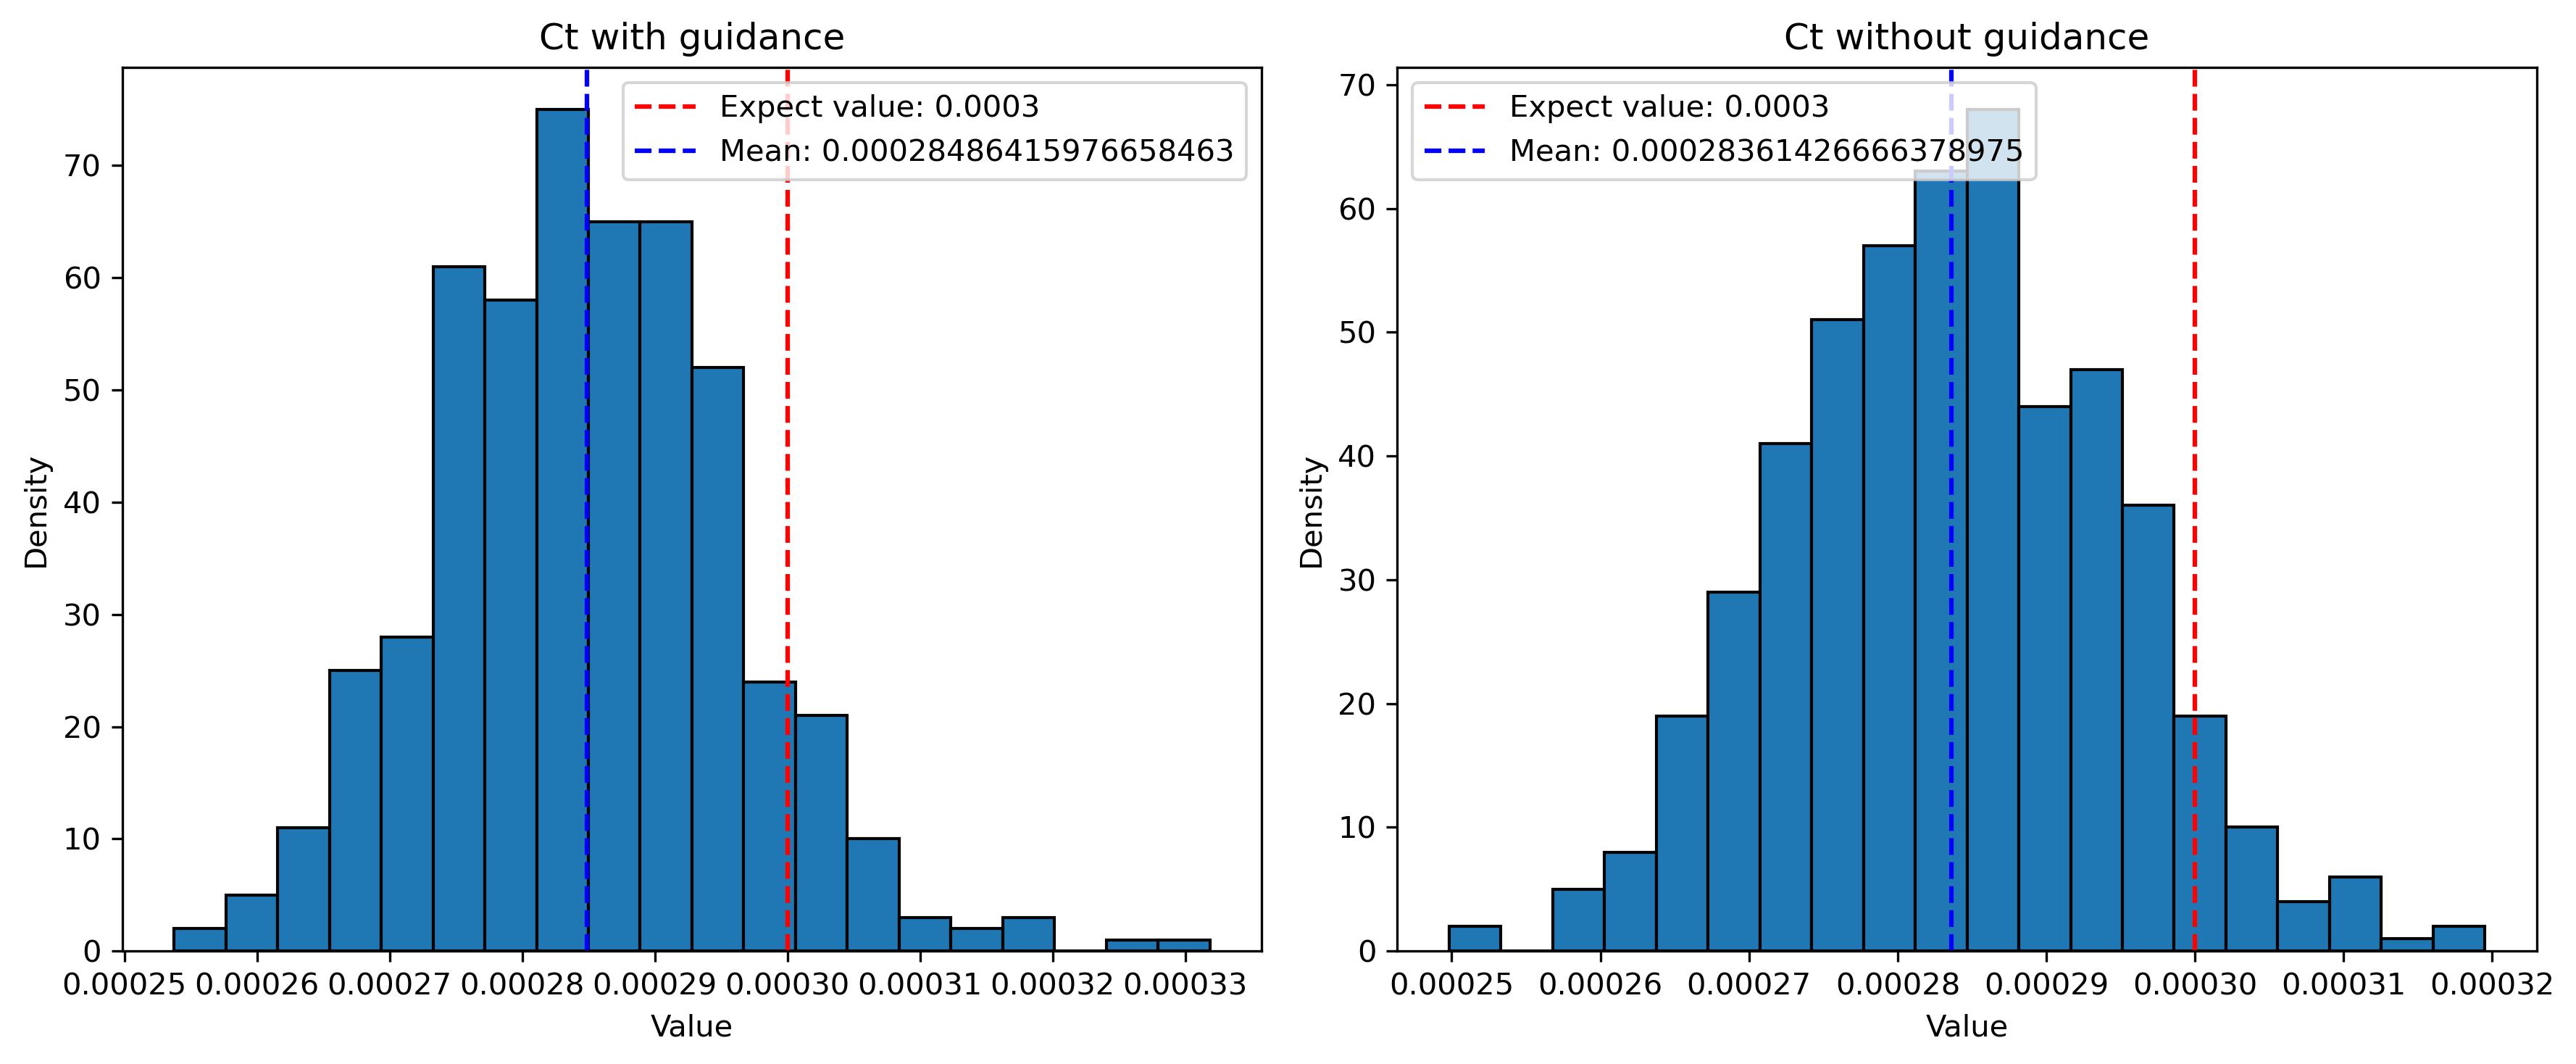 Ct with guidance
Expect value: 0.0003
Mean: 0.00028486415976658463
Density
70
60
50
40
30
20
10
0
0.00025 0.00026 0.00027 0.00028 0.00029 0.00030 0.00031 0.00032 0.00033
Value
Ct without guidance
Expect value: 0.0003
Mean: 0.00028361426666378975
Density
70
60
50
40
30
20
10
0
0.00025 0.00026 0.00027 0.00028 0.00029 0.00030 0.00031 0.00032
Value